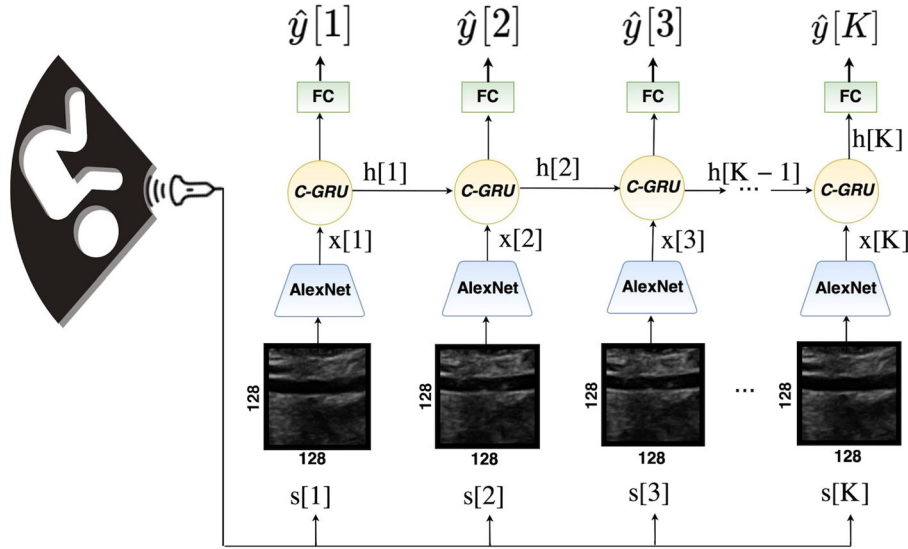 ŷ[1] ŷ[2] ŷ[3] ŷ[K]
FC FC FC FC
h[K]
h[1] h[2] h[K − 1]
C-GRU C-GRU C-GRU ... C-GRU
x[1] x[2] x[3] x[K]
AlexNet AlexNet AlexNet AlexNet
128 128 128 ... 128
128 128 128 128
s[1] s[2] s[3] s[K]